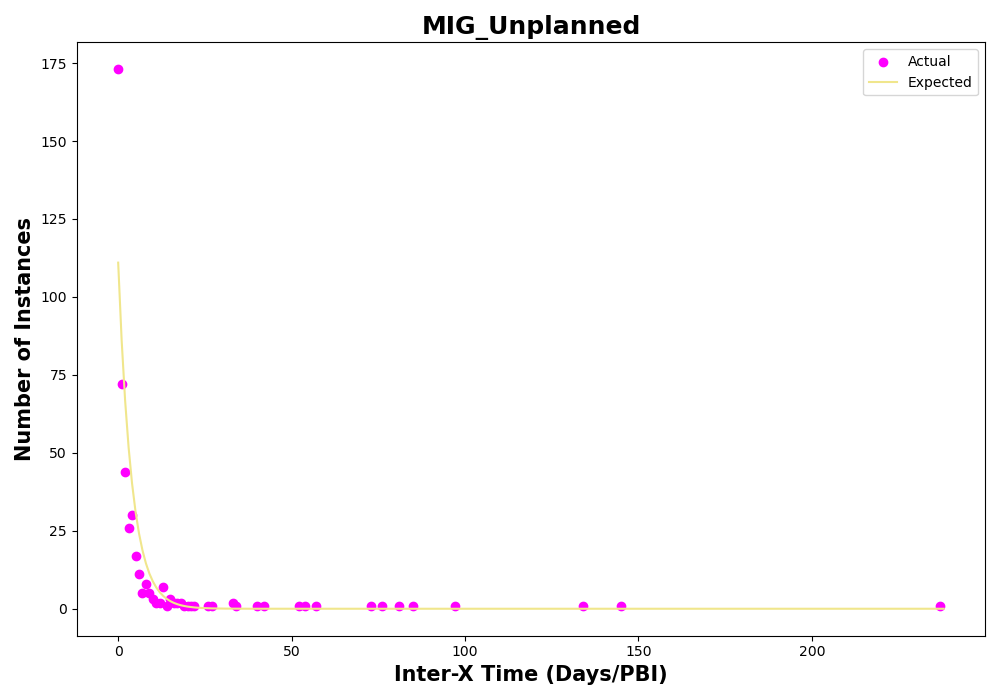 MIG_Unplanned
Actual
Expected
Number of Instances
175
150
125
100
75
50
25
0
0
50
100
150
200
Inter-X Time (Days/PBI)